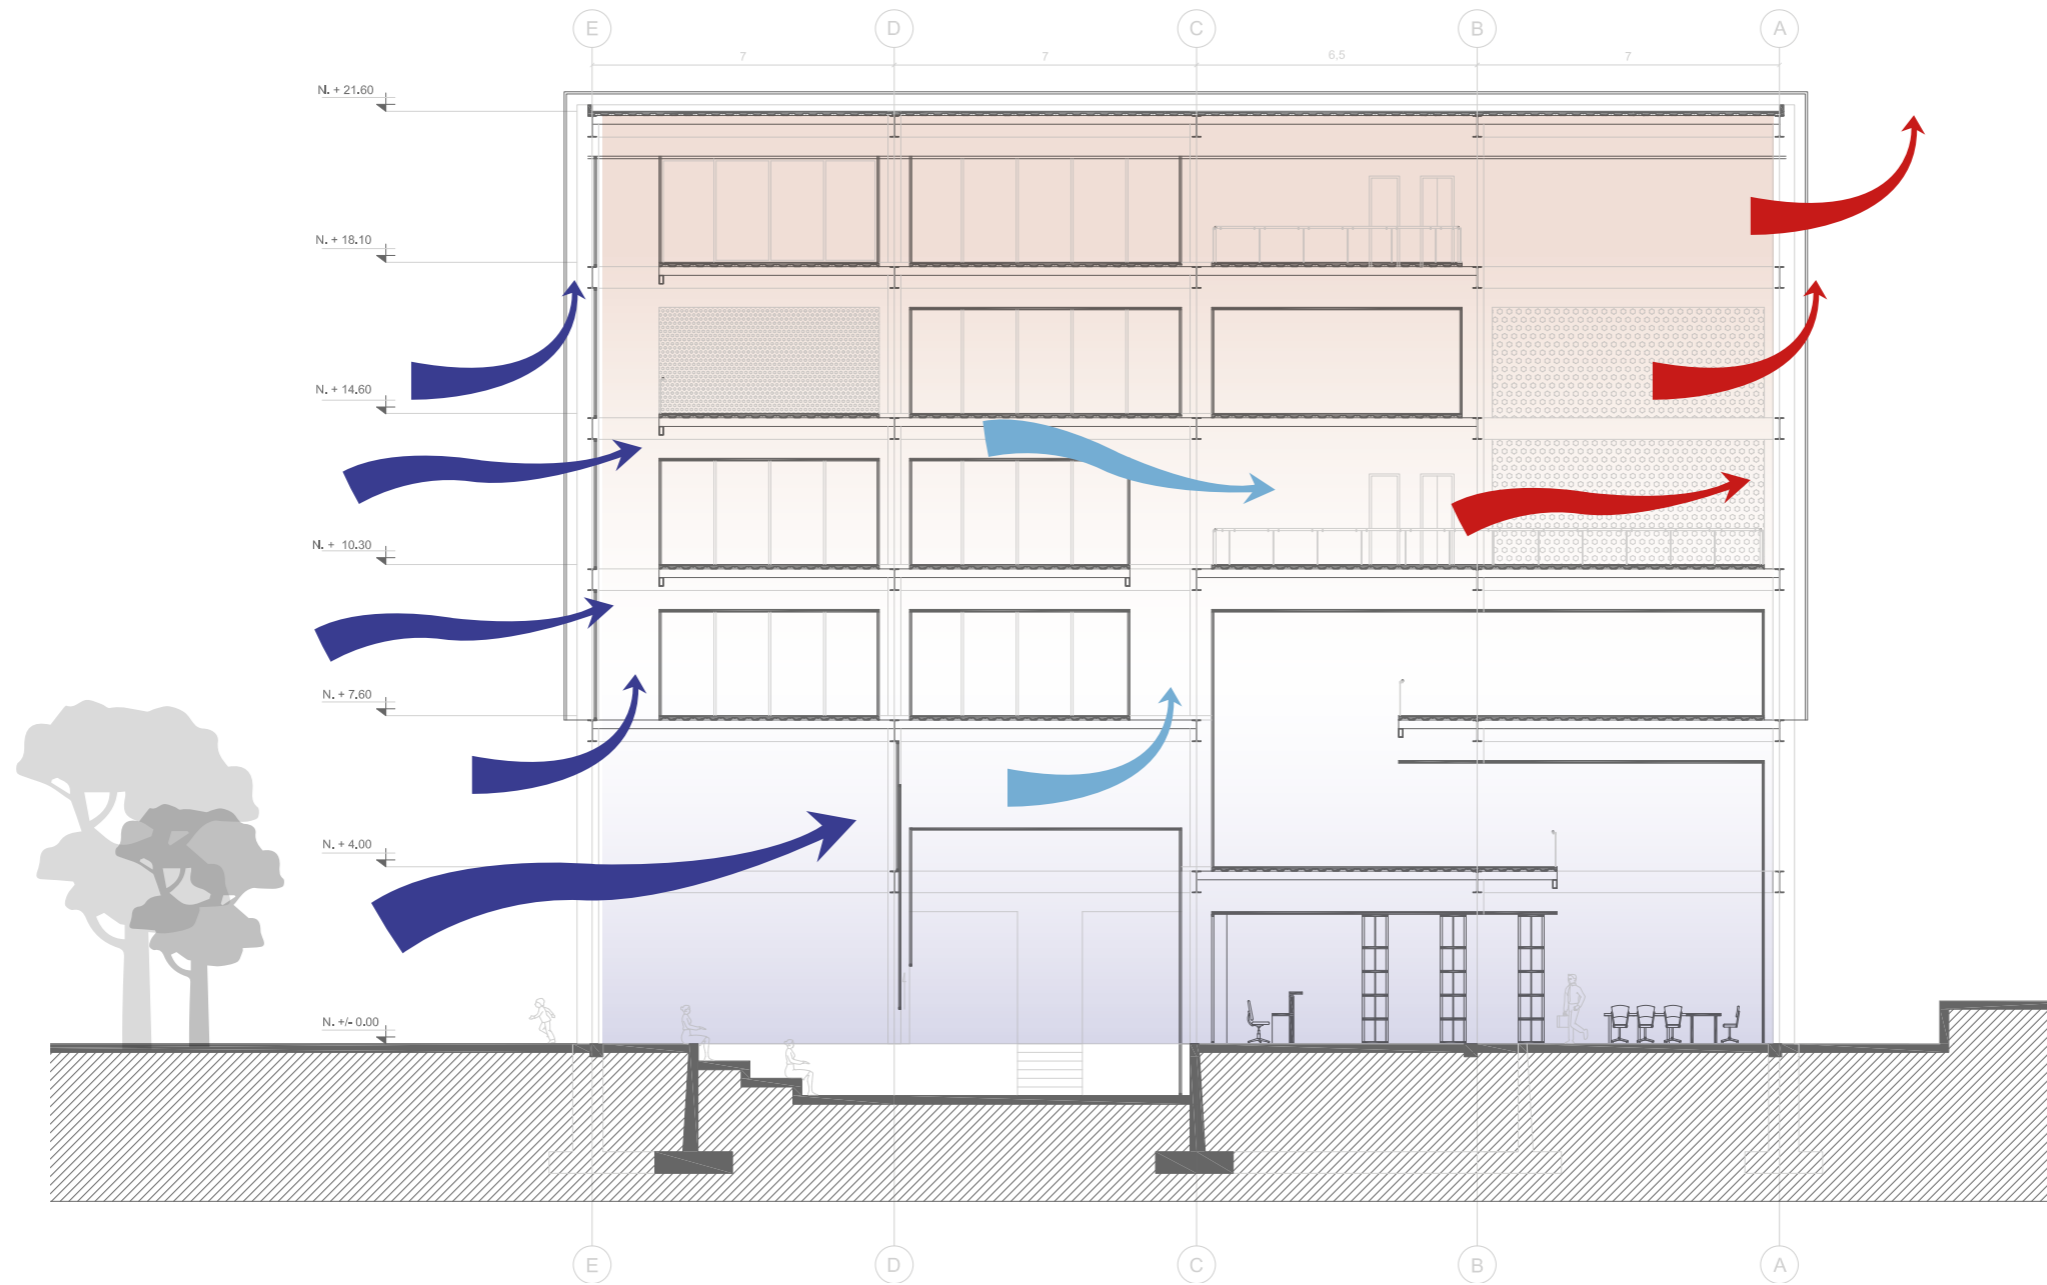 E D C B A
7 7 6,5 7
N. + 21.60
N. + 18.10
N. + 14.60
N. + 10.30
N. + 7.60
N. + 4.00
N. +/- 0.00
E D C B A